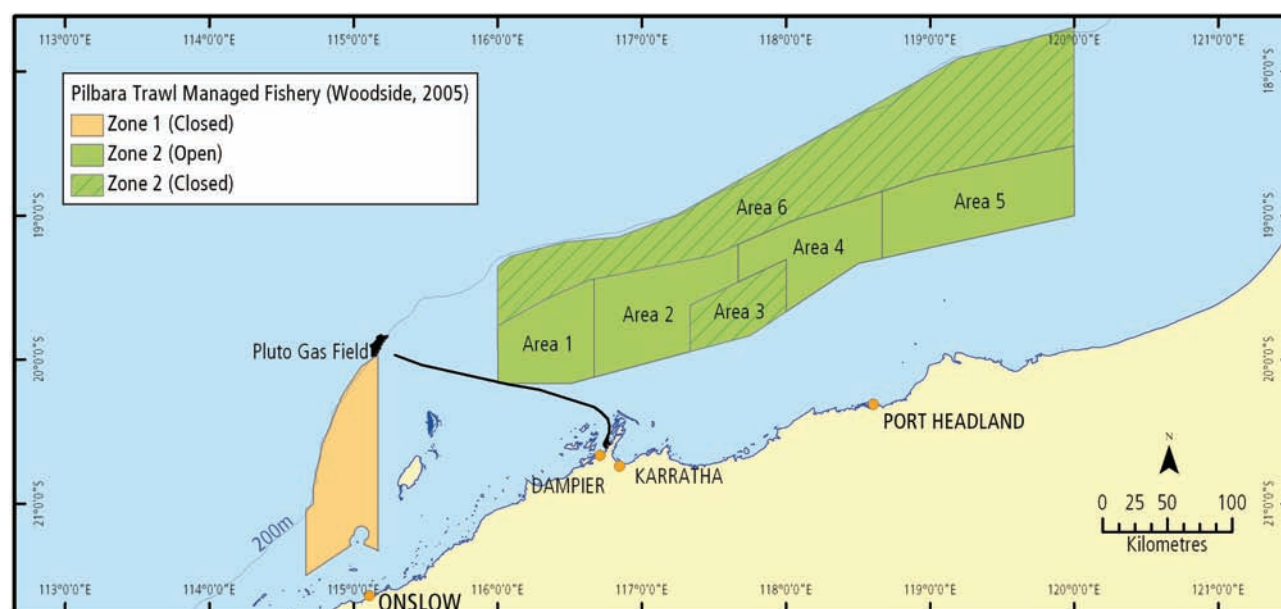 113°0'0"E 114°0'0"E 115°0'0"E 116°0'0"E 117°0'0"E 118°0'0"E 119°0'0"E 120°0'0"E 121°0'0"E
Pilbara Trawl Managed Fishery (Woodside, 2005)
Zone 1 (Closed)
Zone 2 (Open)
Zone 2 (Closed)
18°0'0"S
18°0'0"S
19°0'0"S
19°0'0"S
Area 6
Area 5
Area 4
Area 3
Area 2
Area 1
Pluto Gas Field
20°0'0"S
20°0'0"S
PORT HEADLAND
DAMPIER
KARRATHA
N
0 25 50 100
Kilometres
21°0'0"S
21°0'0"S
200m
ONSLOW
113°0'0"E 114°0'0"E 115°0'0"E 116°0'0"E 117°0'0"E 118°0'0"E 119°0'0"E 120°0'0"E 121°0'0"E